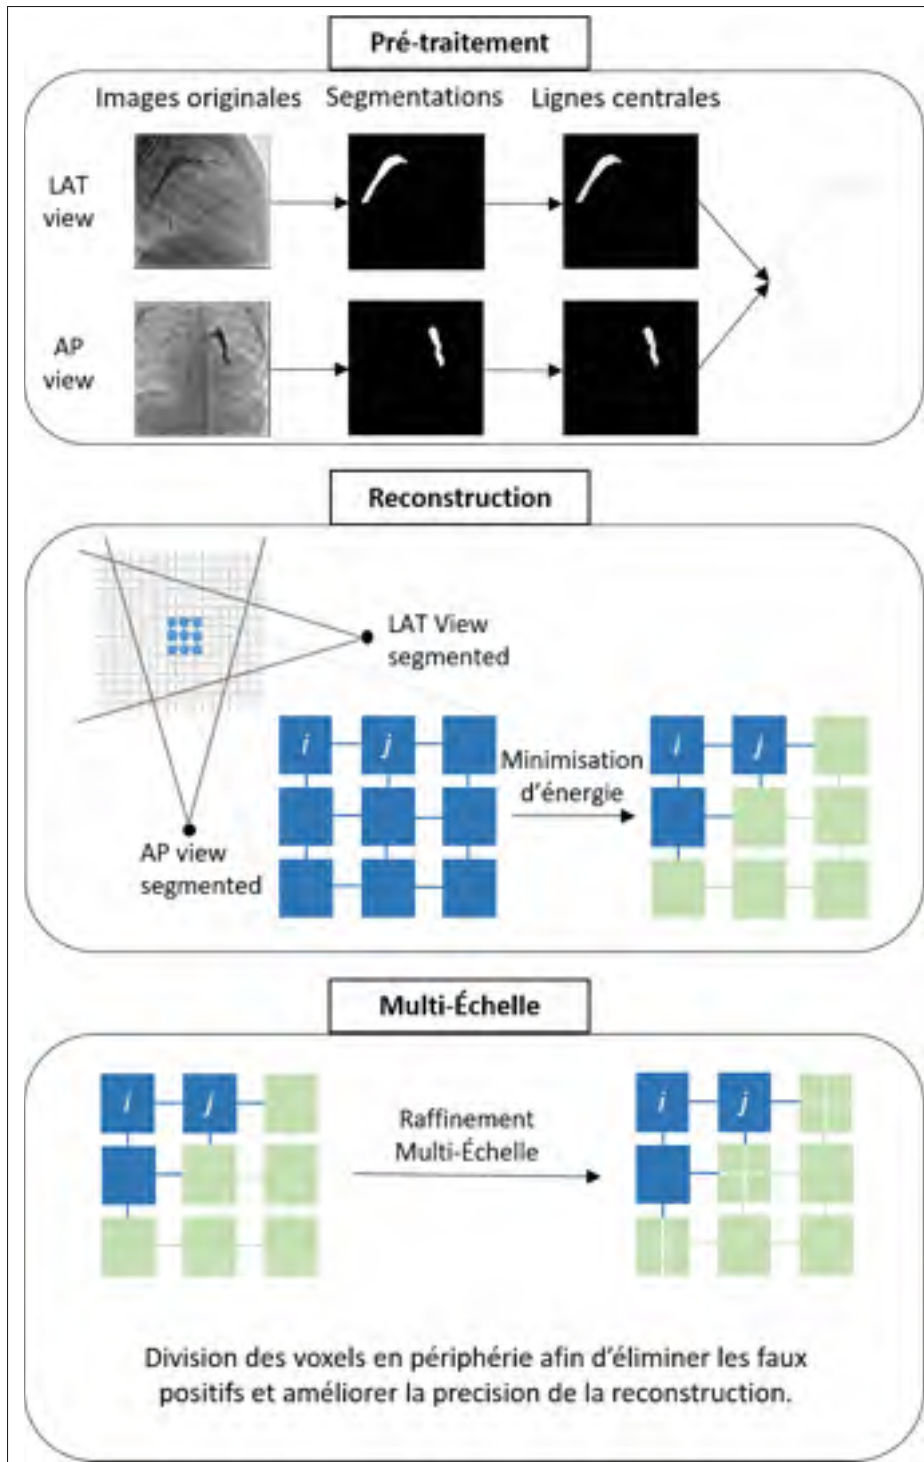 Pré-traitement
Images originales
Segmentations
Lignes centrales
LAT
view
AP
view
Reconstruction
LAT View
segmented
AP view
segmented
i
j
Minimisation
d'énergie
i
j
Multi-Échelle
i
j
Raffinement
Multi-Échelle
i
j
Division des voxels en périphérie afin d'éliminer les faux
positifs et améliorer la precision de la reconstruction.